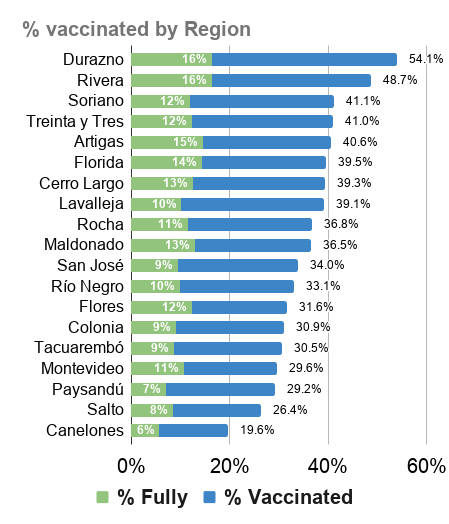 % vaccinated by Region
Durazno 16% 54.1%
Rivera 16% 48.7%
Soriano 12% 41.1%
Treinta y Tres 12% 41.0%
Artigas 15% 40.6%
Florida 14% 39.5%
Cerro Largo 13% 39.3%
Lavalleja 10% 39.1%
Rocha 11% 36.8%
Maldonado 13% 36.5%
San José 9% 34.0%
Río Negro 10% 33.1%
Flores 12% 31.6%
Colonia 9% 30.9%
Tacuarembó 9% 30.5%
Montevideo 11% 29.6%
Paysandú 7% 29.2%
Salto 8% 26.4%
Canelones 6% 19.6%
0% 20% 40% 60%
% Fully % Vaccinated